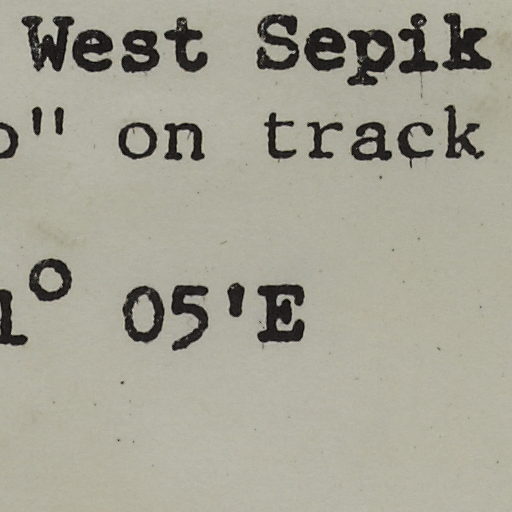 West Sepik
o" on track
1° 05'E